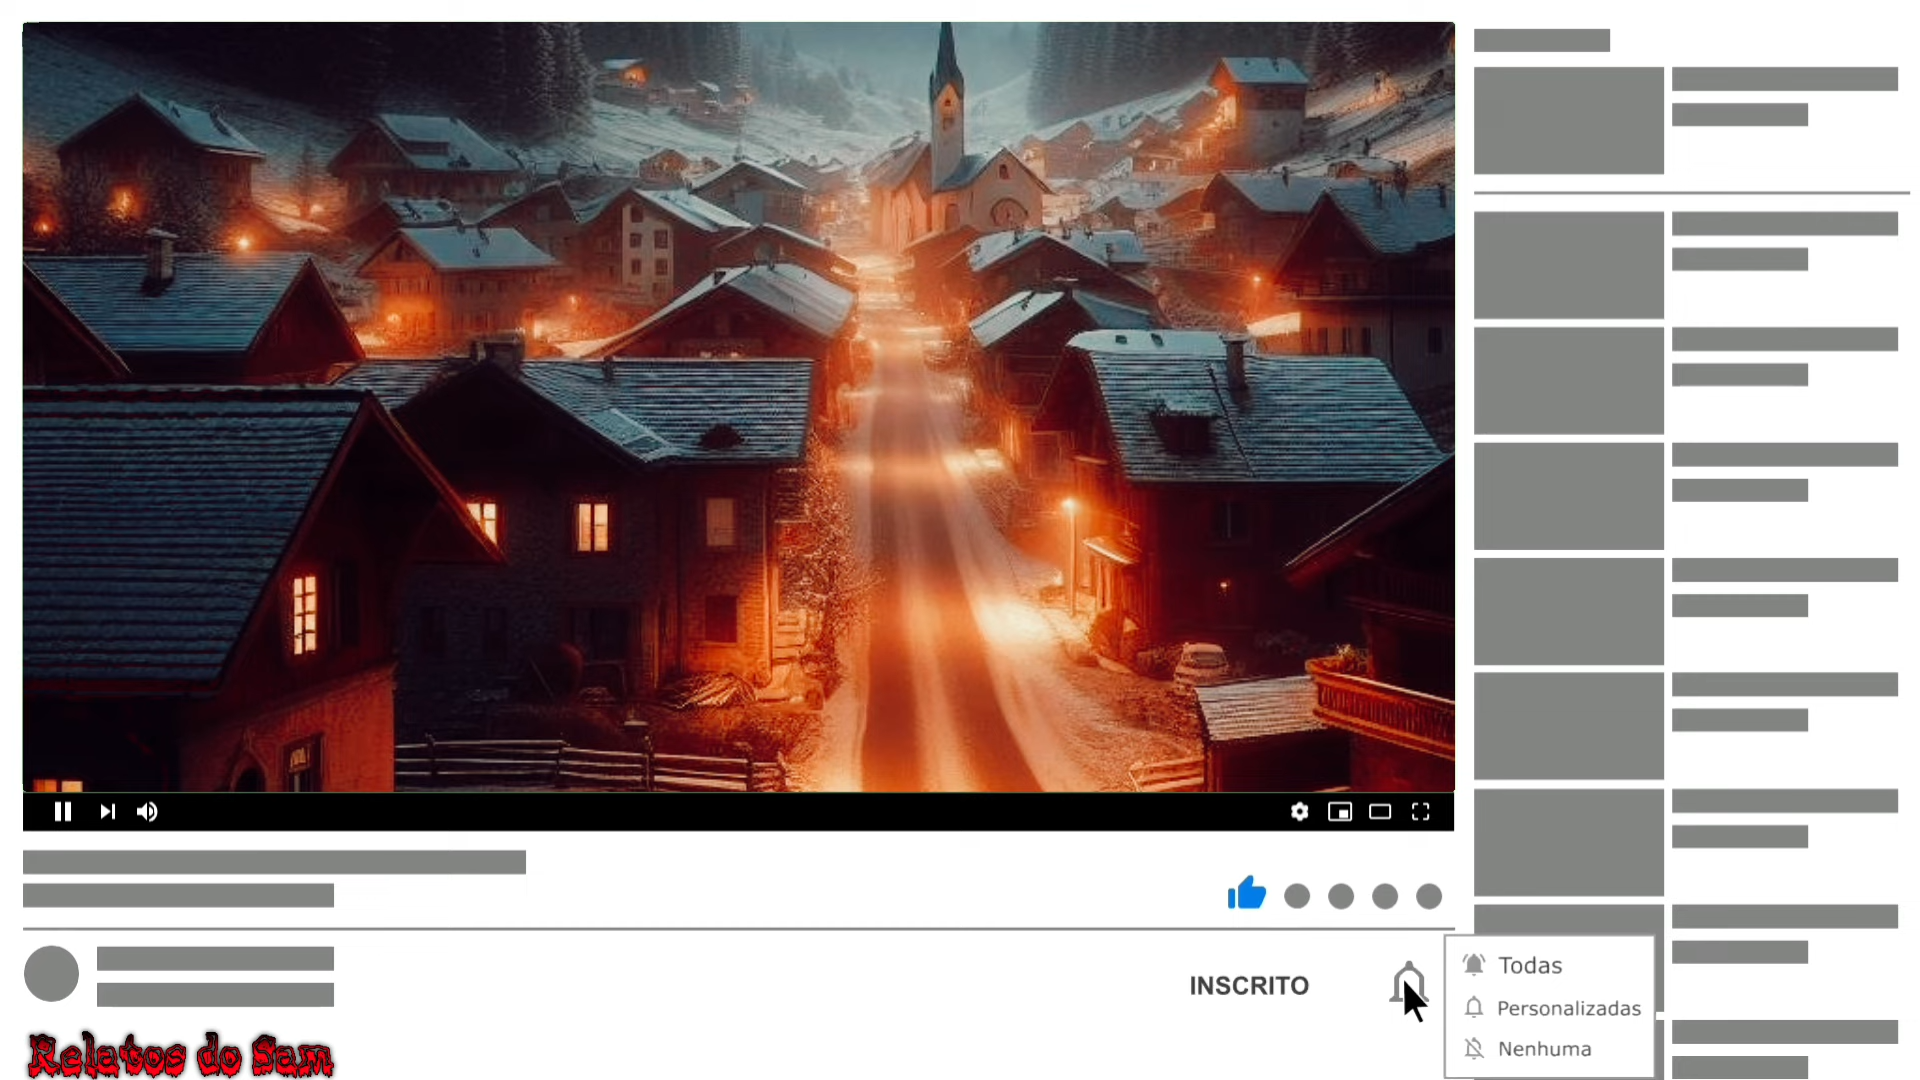 INSCRITO
Todas
Personalizadas
Nenhuma
Relatos do Sam